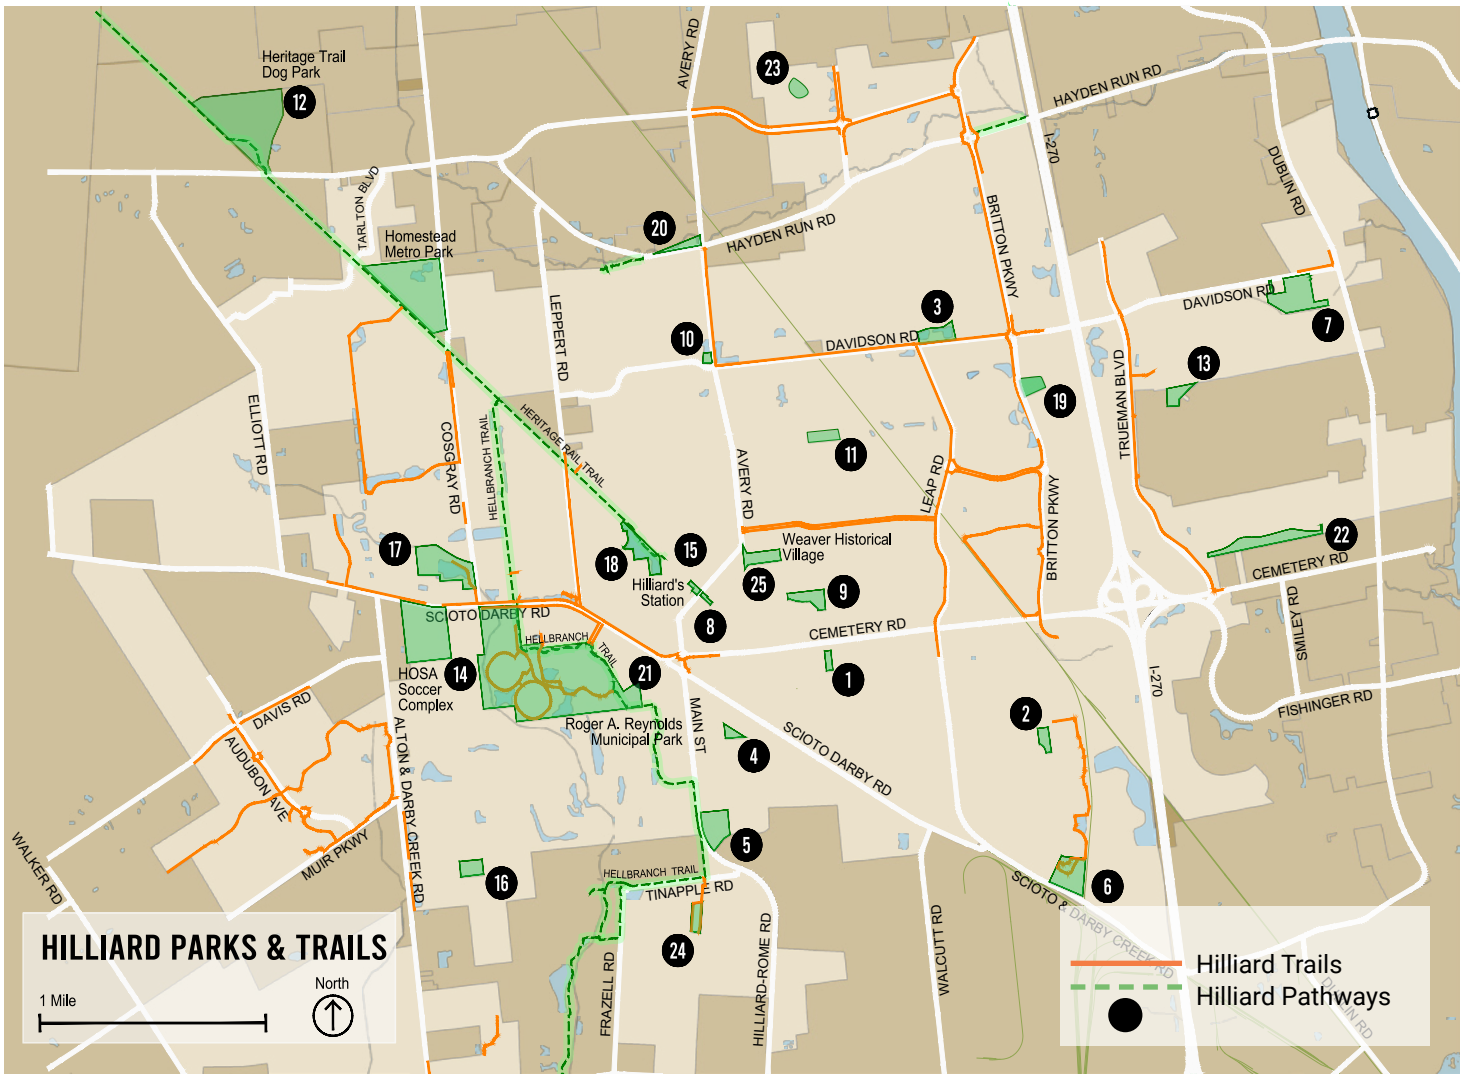 Heritage Trail
Dog Park
12
23
AVERY RD
HAYDEN RUN RD
I-270
DUBLIN RD
TARLTON BLVD
Homestead
Metro Park
20
HAYDEN RUN RD
BRITTON PKWY
LEPPERT RD
3
DAVIDSON RD
DAVIDSON RD
7
10
13
19
TRUEMAN BLVD
ELLIOTT RD
COSGRAY RD
HELLBRANCH TRAIL
HERITAGE RAIL TRAIL
11
AVERY RD
LEAP RD
BRITTON PKWY
17
18
15
Weaver Historical
Village
22
CEMETERY RD
Hilliard's
Station
25
9
8
SMILEY RD
SCIOTO DARBY RD
HELLBRANCH
TRAIL
CEMETERY RD
HOSA
Soccer
Complex
14
21
1
I-270
DAVIS RD
Roger A. Reynolds
Municipal Park
MAIN ST
2
FISHINGER RD
AUDUBON AVE
ALTON & DARBY CREEK RD
4
SCIOTO DARBY RD
WALKER RD
MUIR PKWY
5
16
HELLBRANCH TRAIL
TINAPPLE RD
6
SCIOTO & DARBY CREEK RD
24
FRAZELL RD
HILLIARD-ROME RD
WALCUTT RD
DUBLIN RD
HILLIARD PARKS & TRAILS
1 Mile
North
Hilliard Trails
Hilliard Pathways